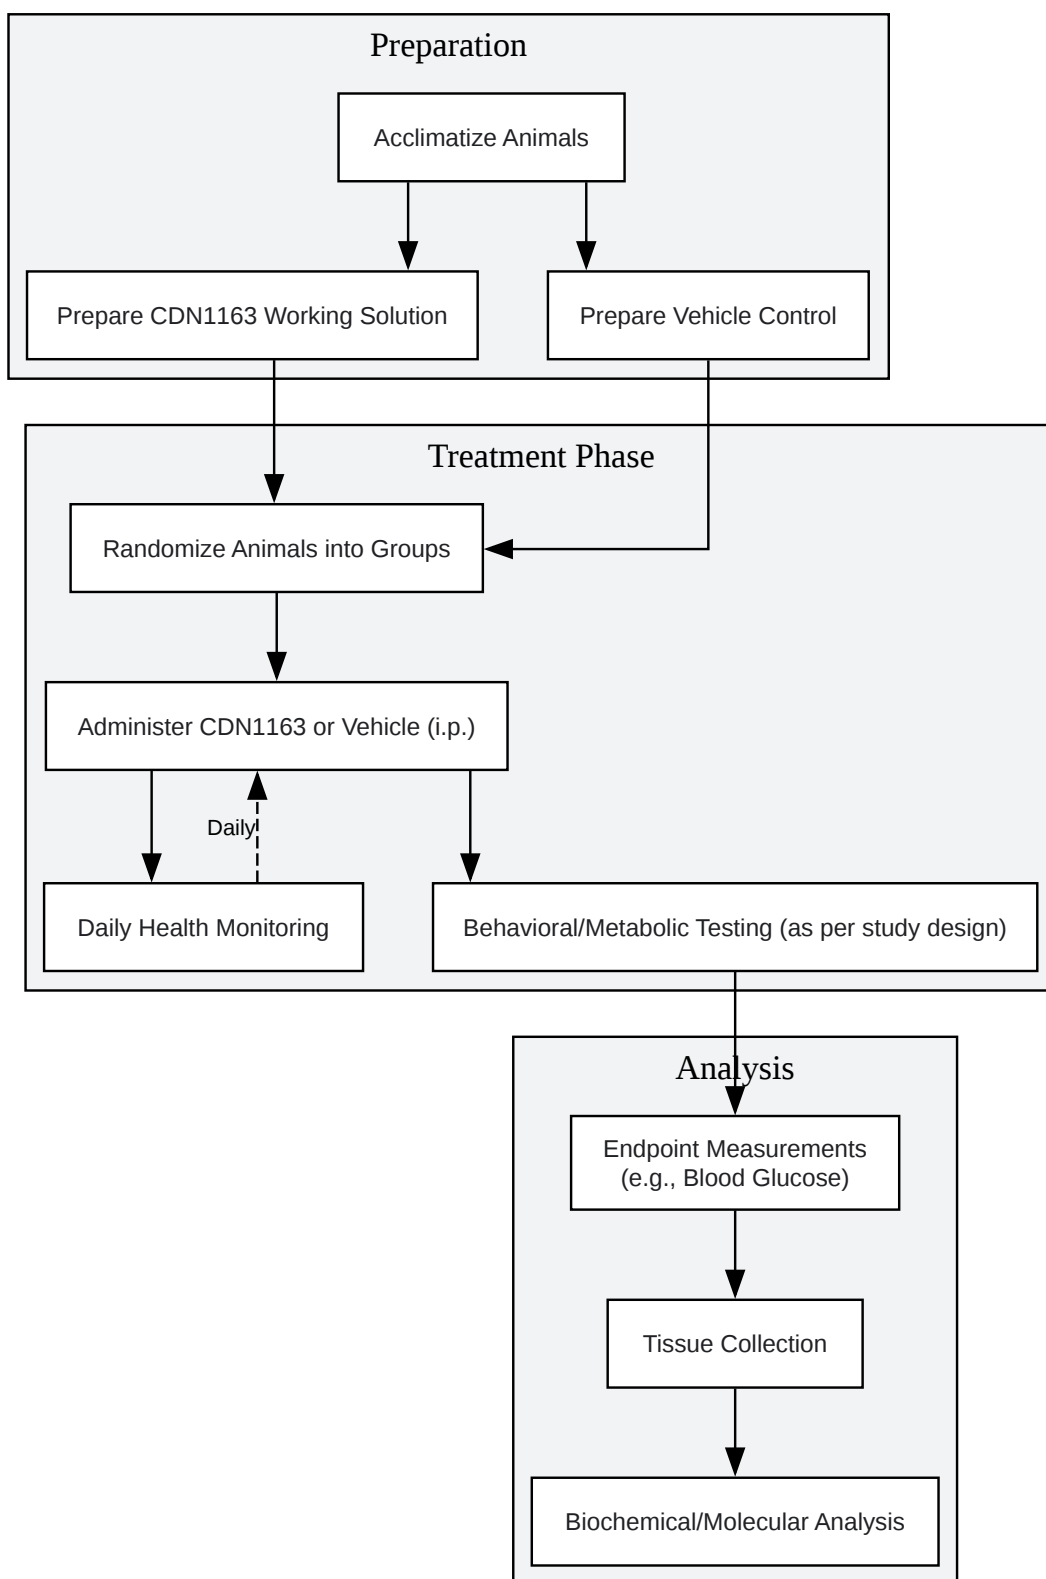 Preparation
Acclimatize Animals
Prepare CDN1163 Working Solution
Prepare Vehicle Control
Treatment Phase
Randomize Animals into Groups
Administer CDN1163 or Vehicle (i.p.)
Daily
Daily Health Monitoring
Behavioral/Metabolic Testing (as per study design)
Analysis
Endpoint Measurements
(e.g., Blood Glucose)
Tissue Collection
Biochemical/Molecular Analysis